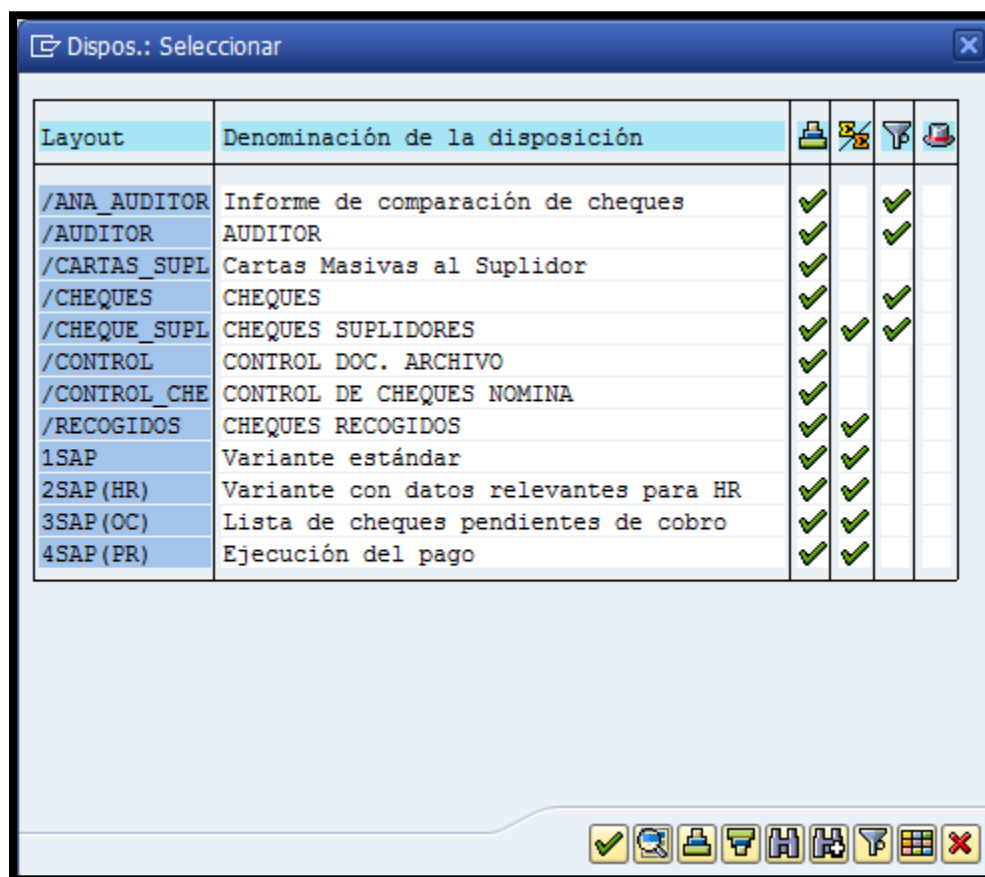 Dispos.: Seleccionar
Layout Denominación de la disposición
/ANA_AUDITOR Informe de comparación de cheques
/AUDITOR AUDITOR
/CARTAS_SUPL Cartas Masivas al Suplidor
/CHEQUES CHEQUES
/CHEQUE_SUPL CHEQUES SUPLIDORES
/CONTROL CONTROL DOC. ARCHIVO
/CONTROL_CHE CONTROL DE CHEQUES NOMINA
/RECOGIDOS CHEQUES RECOGIDOS
1SAP Variante estándar
2SAP(HR) Variante con datos relevantes para HR
3SAP(OC) Lista de cheques pendientes de cobro
4SAP(PR) Ejecución del pago